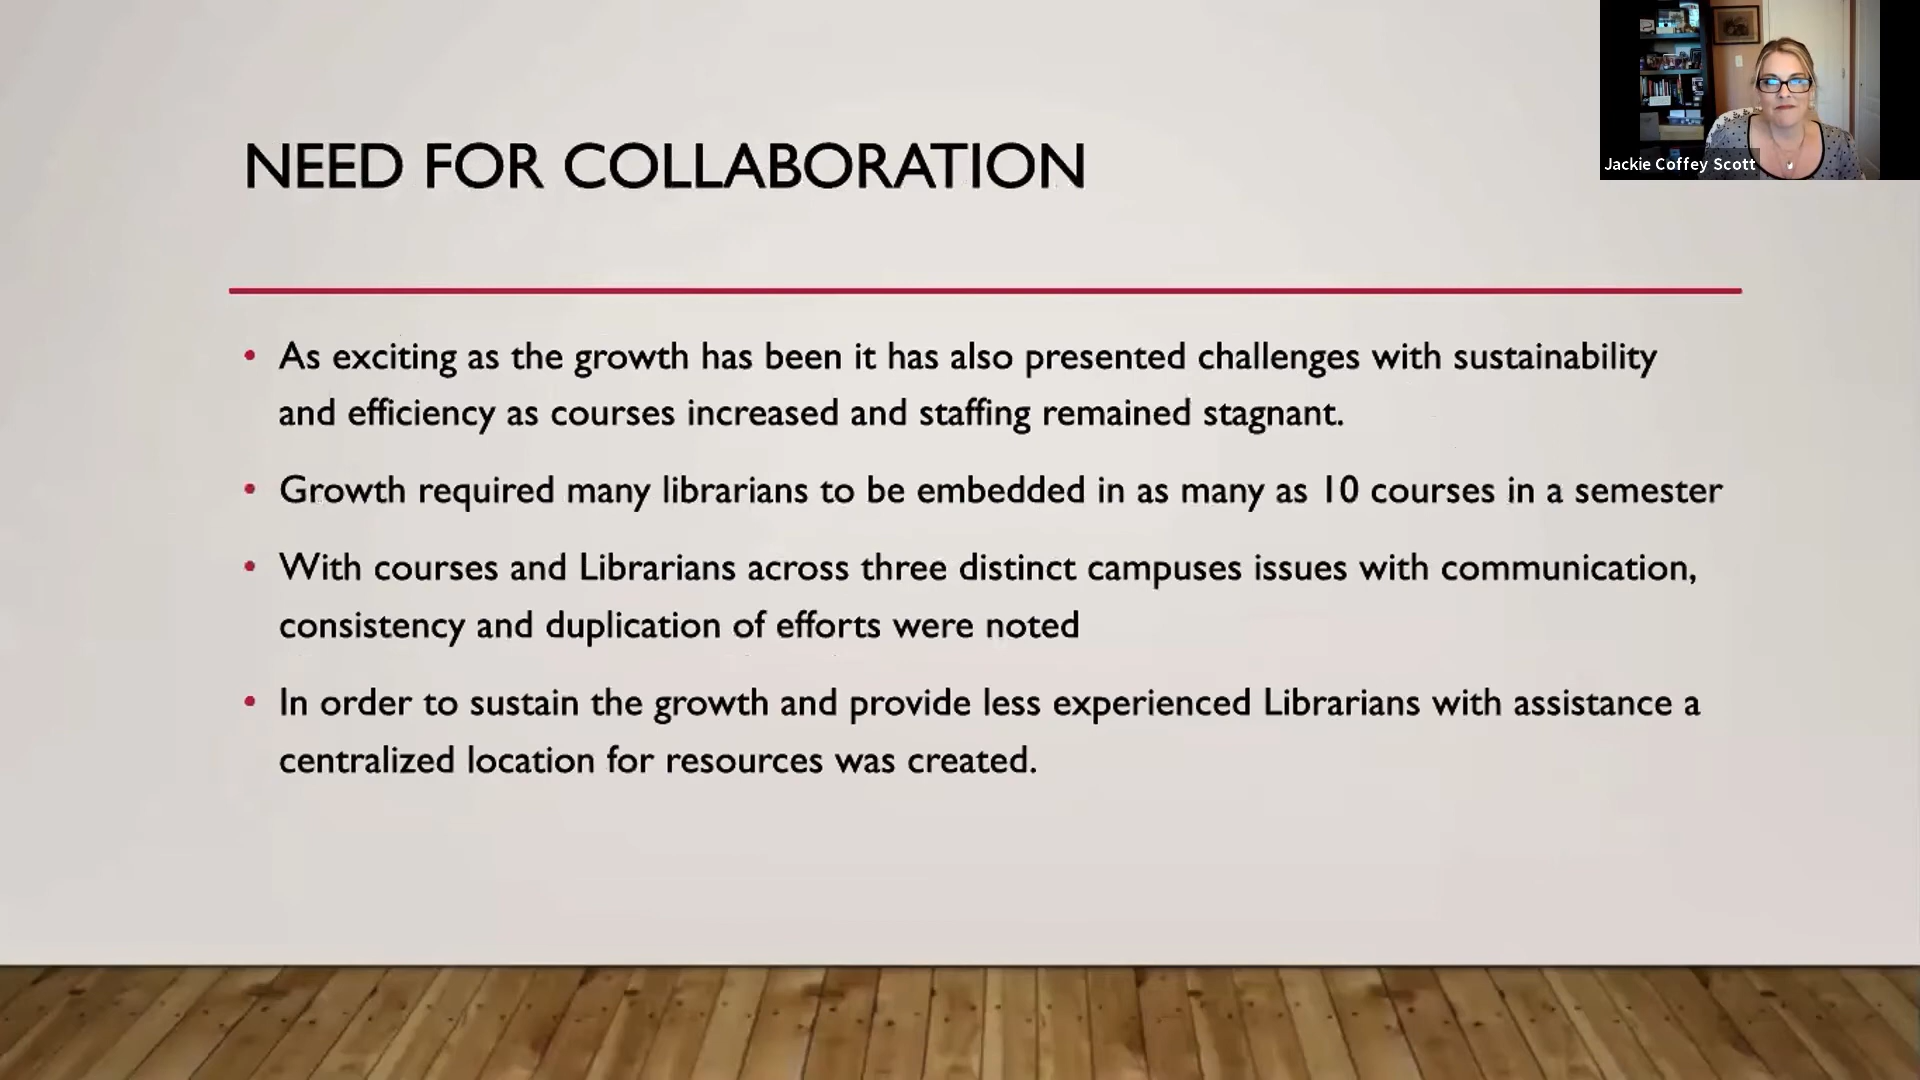 NEED FOR COLLABORATION
Jackie Coffey Scott
• As exciting as the growth has been it has also presented challenges with sustainability
and efficiency as courses increased and staffing remained stagnant.
• Growth required many librarians to be embedded in as many as 10 courses in a semester
• With courses and Librarians across three distinct campuses issues with communication,
consistency and duplication of efforts were noted
• In order to sustain the growth and provide less experienced Librarians with assistance a
centralized location for resources was created.